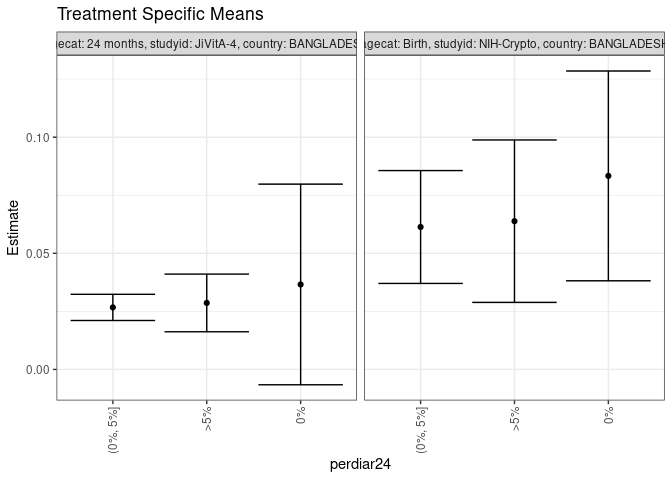 Treatment Specific Means
agecat: 24 months, studyid: JiVitA-4, country: BANGLADES
agecat: Birth, studyid: NIH-Crypto, country: BANGLADESH
Estimate
0.10
0.05
0.00
(0%, 5%]
>5%
0%
(0%, 5%]
>5%
0%
perdiar24